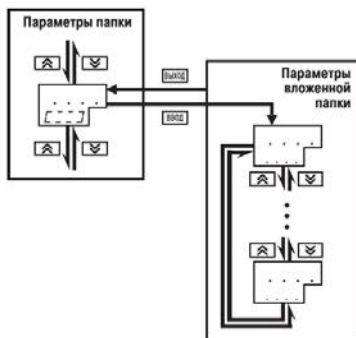 Параметры папки
выход
ввод
Параметры
вложенной
папки